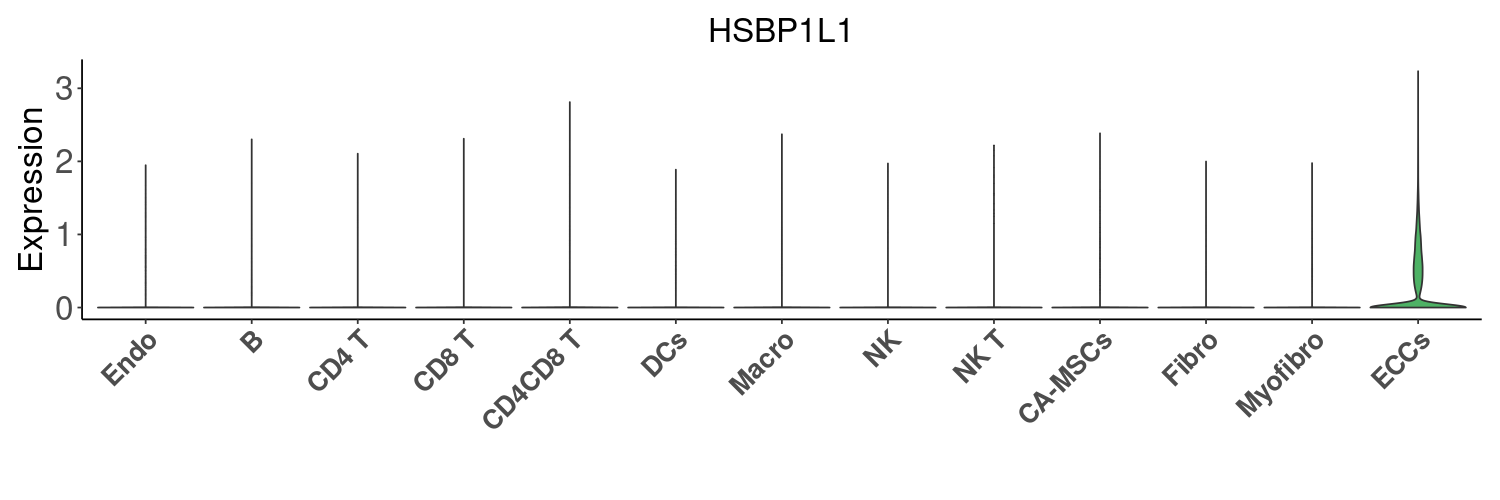 HSBP1L1
Expression
3
2
1
0
Endo
B
CD4 T
CD8 T
CD4CD8 T
DCs
Macro
NK
NK T
CA-MSCs
Fibro
Myofibro
ECCs